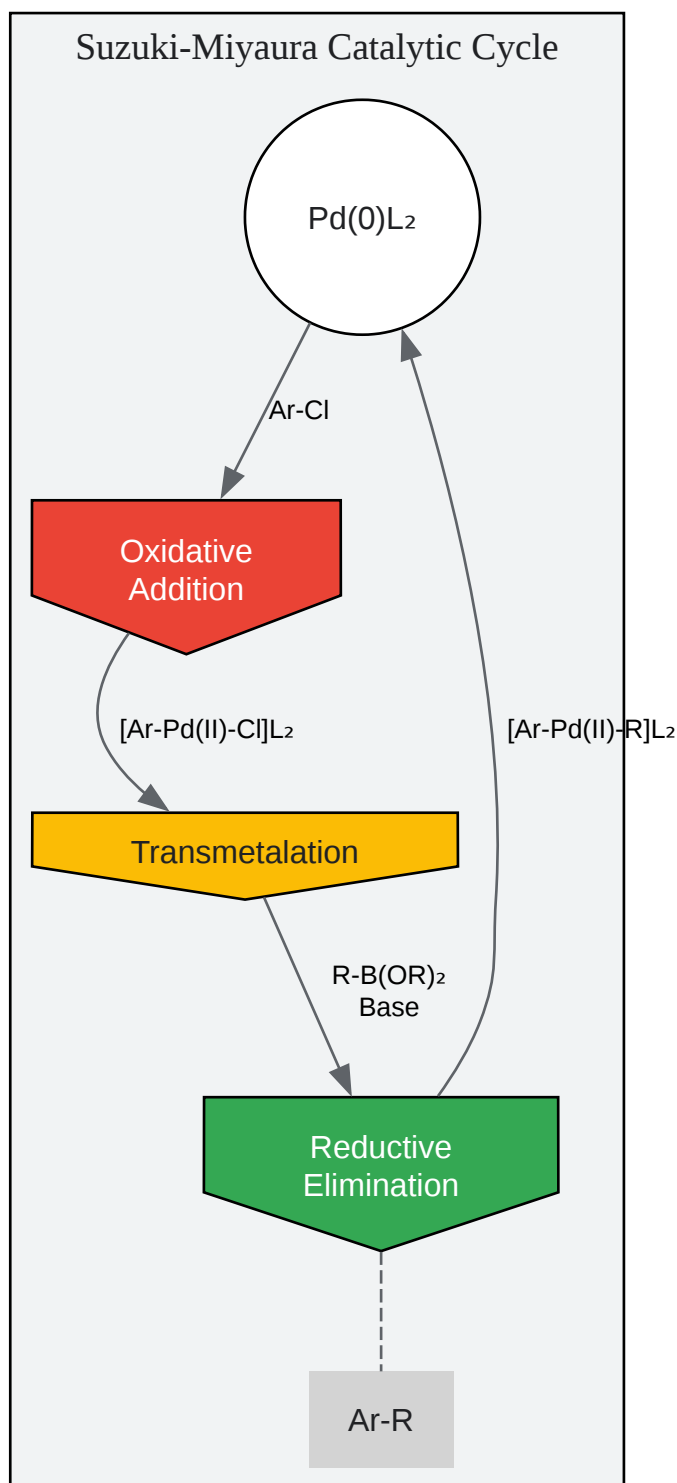 Suzuki-Miyaura Catalytic Cycle
Pd(0)L₂
Ar-Cl
Oxidative
Addition
[Ar-Pd(II)-Cl]L₂
[Ar-Pd(II)-R]L₂
Transmetalation
R-B(OR)₂
Base
Reductive
Elimination
Ar-R